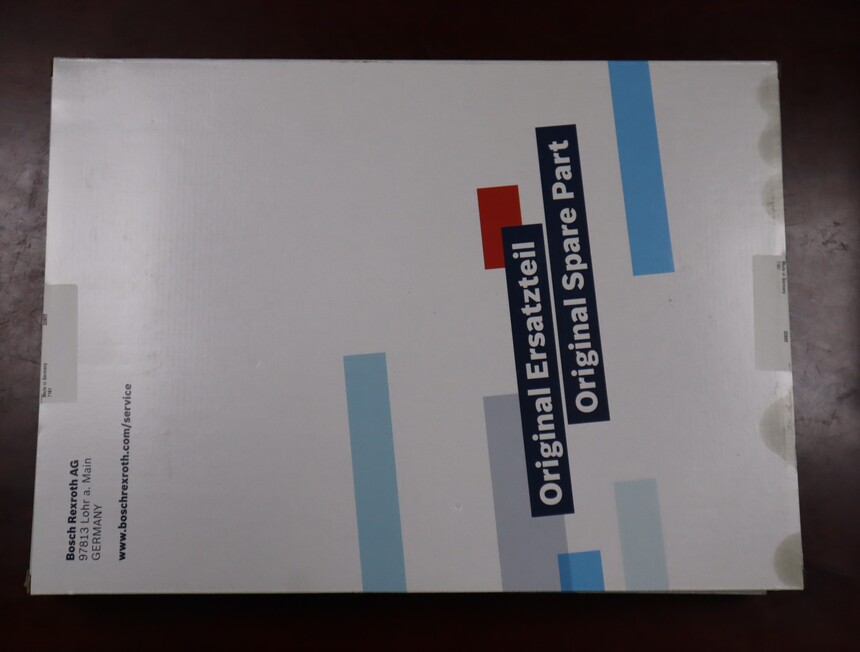 Original Ersatzteil
Original Spare Part
Bosch Rexroth AG
97813 Lohr a. Main
GERMANY
www.boschrexroth.com/service